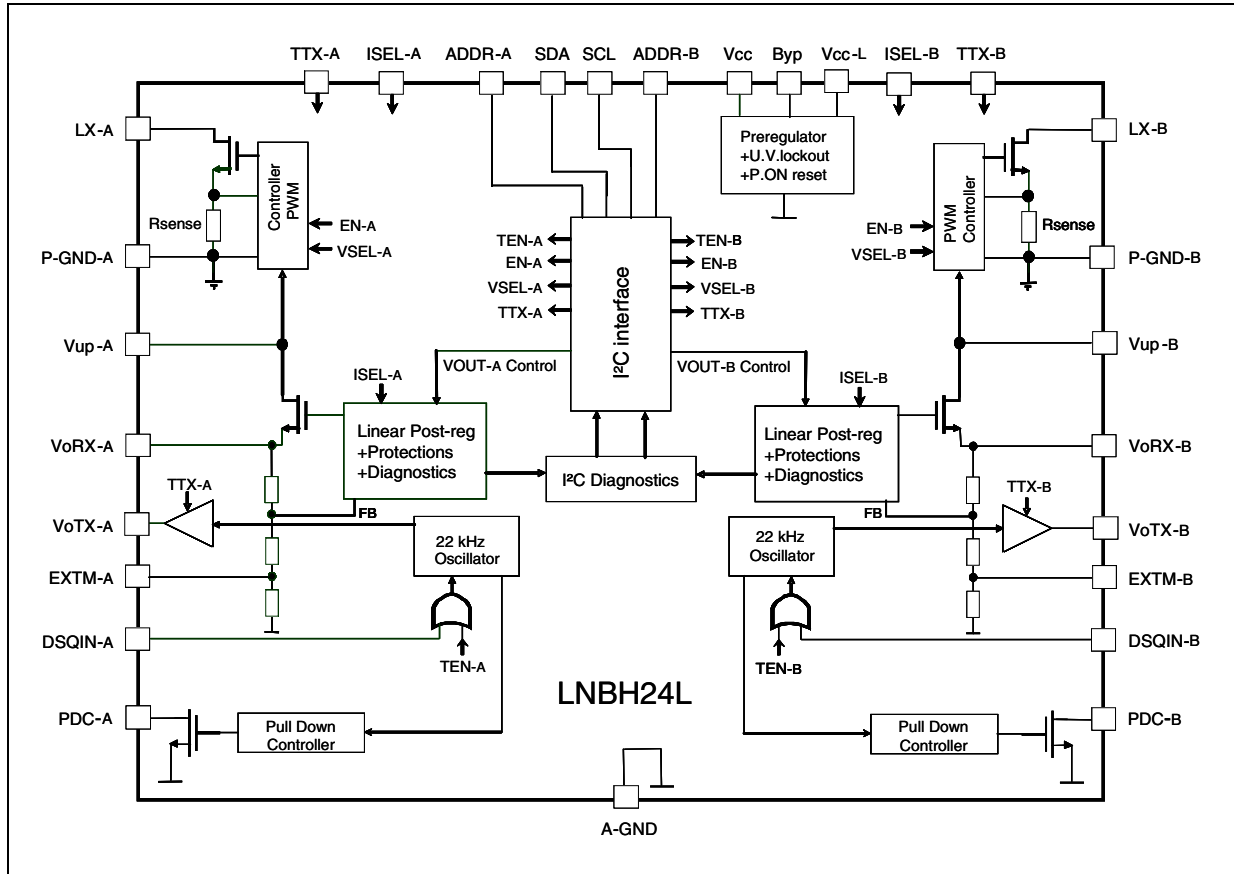 TTX-A
ISEL-A
ADDR-A
SDA
SCL
ADDR-B
Vcc
Byp
Vcc-L
ISEL-B
TTX-B
LX-A
Controller
PWM
Rsense
EN-A
VSEL-A
P-GND-A
Preregulator
+U.V.lockout
+P.ON reset
LX-B
PWM
Controller
Rsense
EN-B
VSEL-B
P-GND-B
I²C interface
TEN-A
EN-A
VSEL-A
TTX-A
TEN-B
EN-B
VSEL-B
TTX-B
Vup-A
VOUT-A Control
VOUT-B Control
Vup-B
ISEL-A
ISEL-B
Linear Post-reg
+Protections
+Diagnostics
Linear Post-reg
+Protections
+Diagnostics
VoRX-A
VoRX-B
I²C Diagnostics
TTX-A
FB
FB
TTX-B
VoTX-A
VoTX-B
22 kHz
Oscillator
22 kHz
Oscillator
EXTM-A
EXTM-B
DSQIN-A
TEN-A
TEN-B
DSQIN-B
LNBH24L
PDC-A
Pull Down
Controller
Pull Down
Controller
PDC-B
A-GND